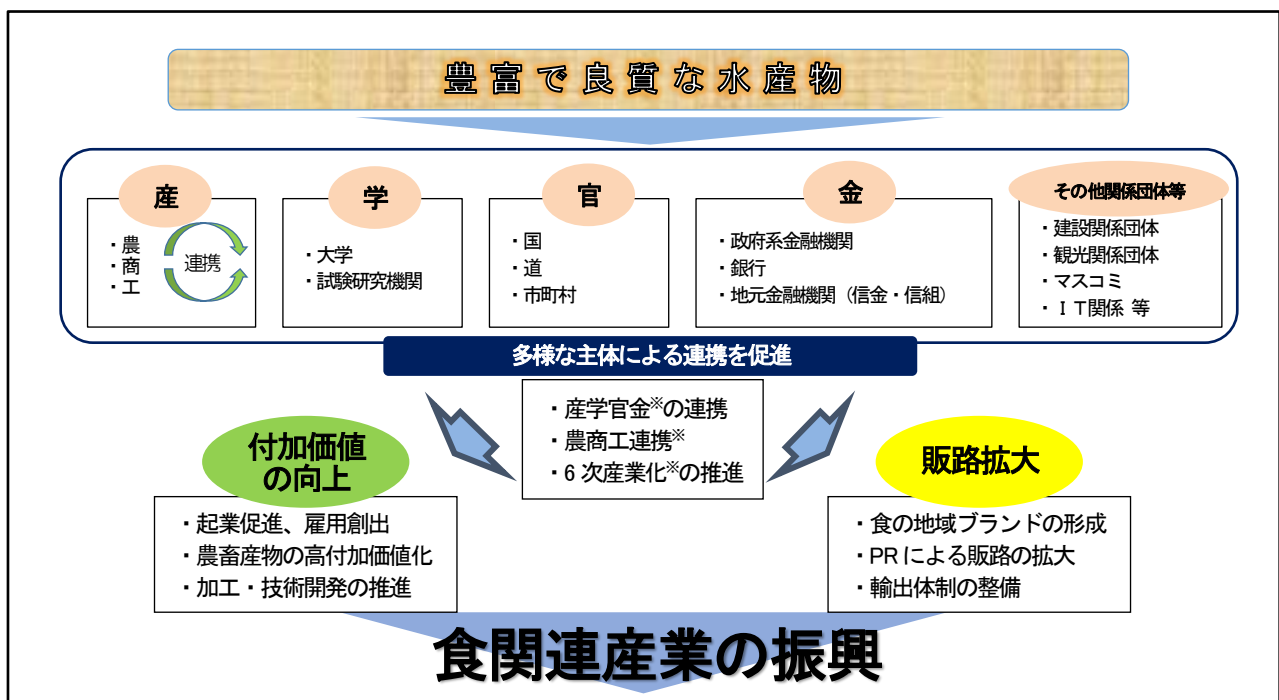 豊富で良質な水産物
産
・農
・商
・工
連携
学
・大学
・試験研究機関
官
・国
・道
・市町村
金
・政府系金融機関
・銀行
・地元金融機関（信金・信組）
その他関係団体等
・建設関係団体
・観光関係団体
・マスコミ
・ＩＴ関係 等
多様な主体による連携を促進
・産学官金※の連携
・農商工連携※
・6 次産業化※の推進
付加価値
の向上
・起業促進、雇用創出
・農畜産物の高付加価値化
・加工・技術開発の推進
販路拡大
・食の地域ブランドの形成
・PR による販路の拡大
・輸出体制の整備
食関連産業の振興